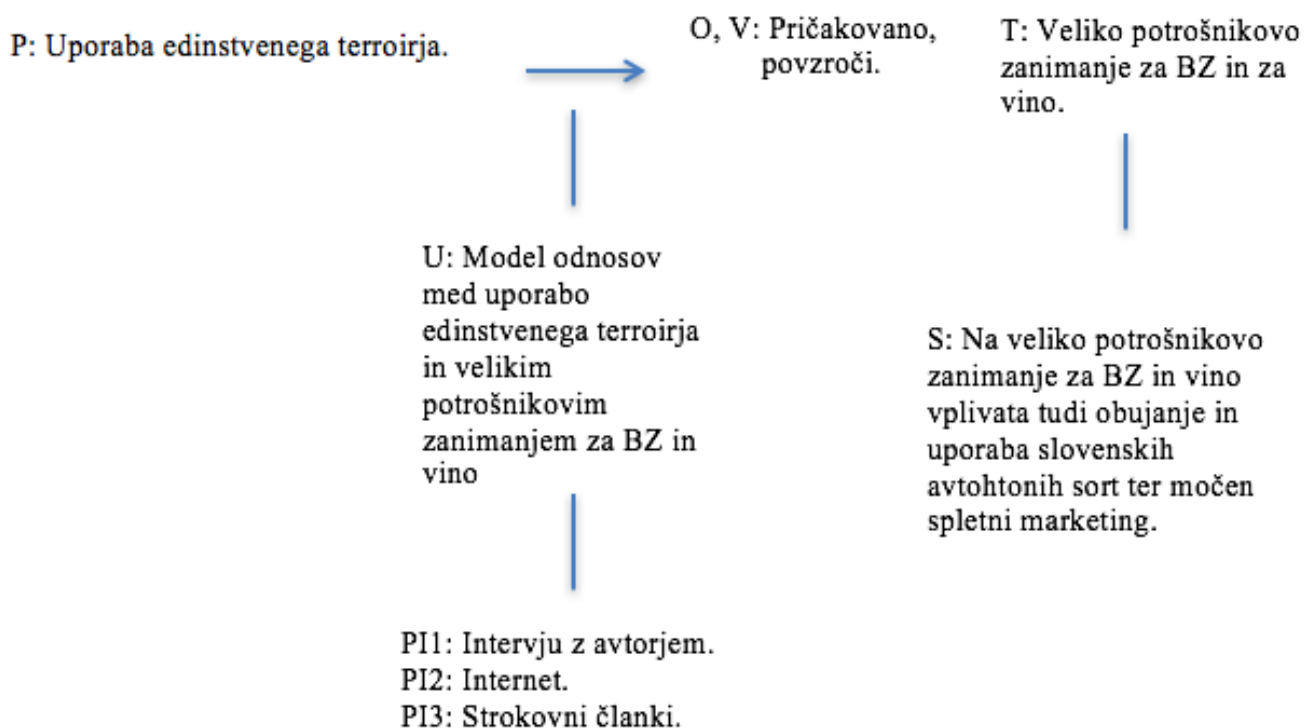 P: Uporaba edinstvenega terroirja.
O, V: Pričakovano,
povzroči.
T: Veliko potrošnikovo
zanimanje za BZ in za
vino.
U: Model odnosov
med uporabo
edinstvenega terroirja
in velikim
potrošnikovim
zanimanjem za BZ in
vino
S: Na veliko potrošnikovo
zanimanje za BZ in vino
vplivata tudi obujanje in
uporaba slovenskih
avtohtonih sort ter močen
spletni marketing.
PI1: Intervju z avtorjem.
PI2: Internet.
PI3: Strokovni članki.